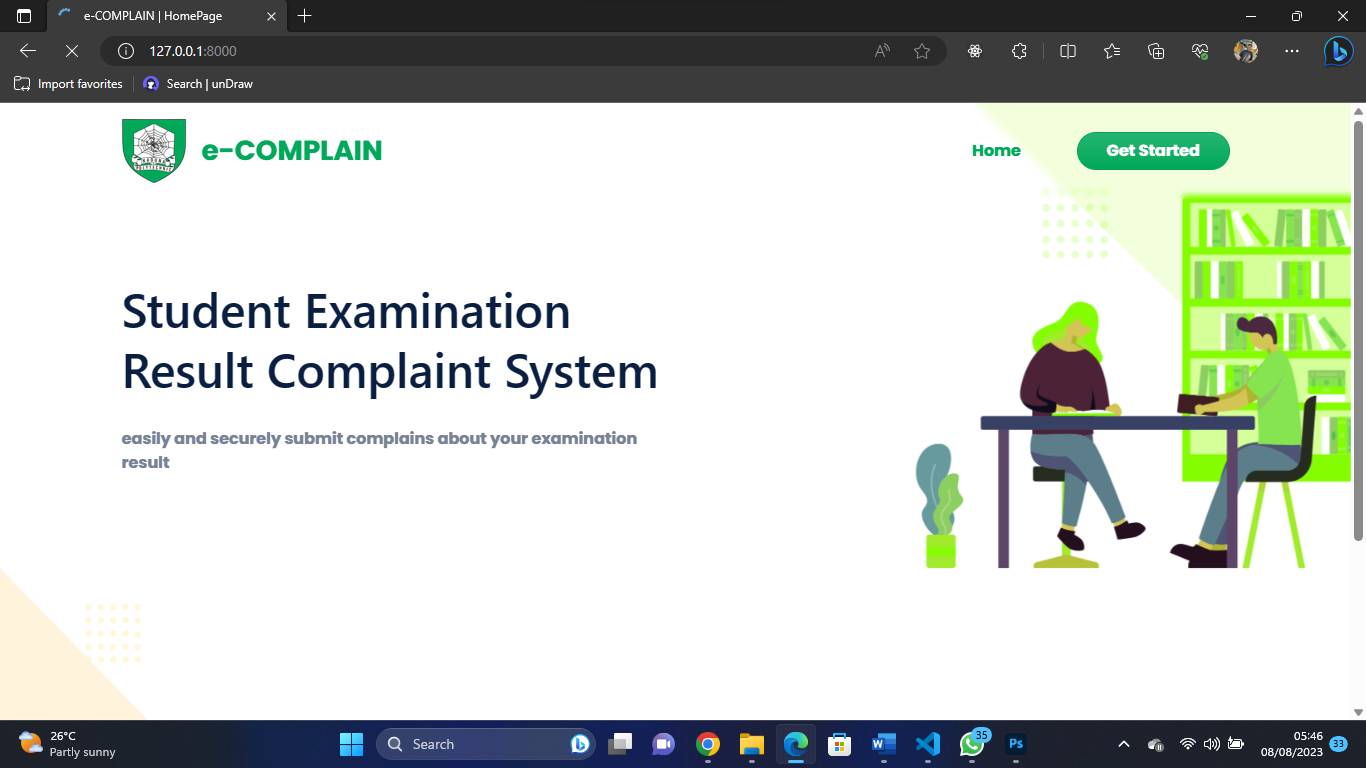 e-COMPLAIN | HomePage
127.0.0.1:8000
Import favorites
Search | unDraw
e-COMPLAIN
Home
Get Started
Student Examination
Result Complaint System
easily and securely submit complains about your examination
result
26°C
Partly sunny
Search
35
Ps
05:46
08/08/2023
33